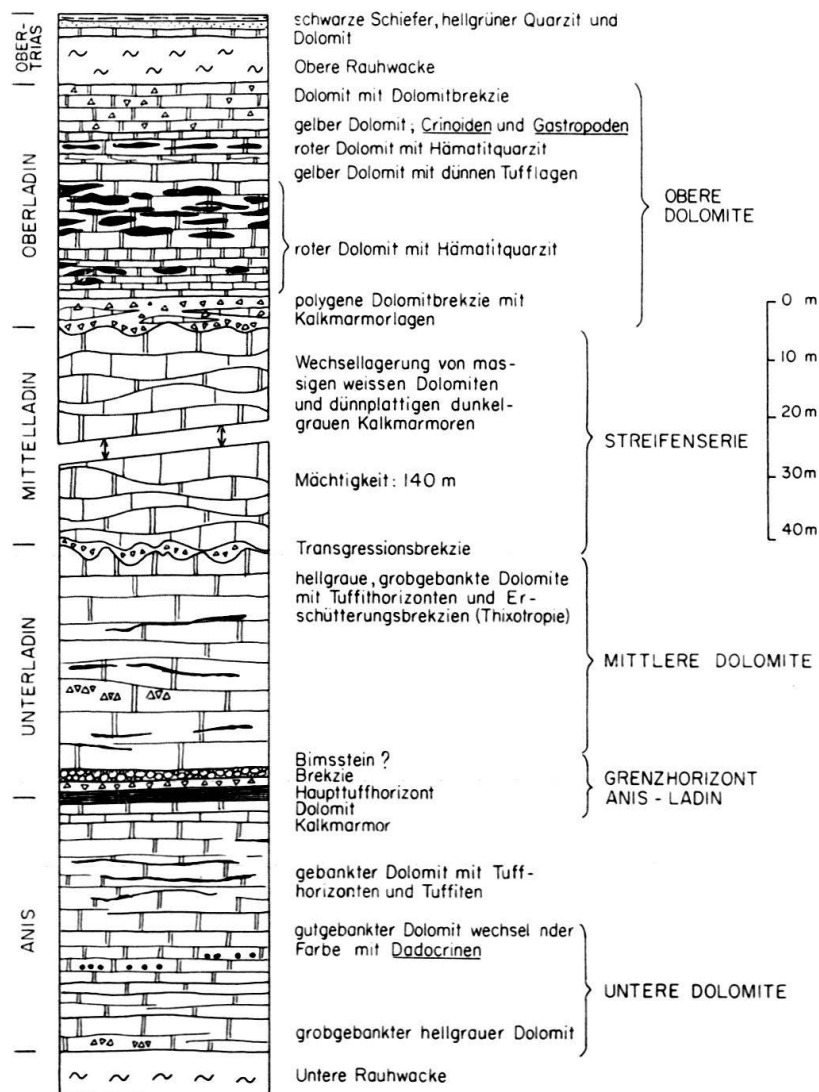 OBER-
TRIAS
OBERLADIN
MITTELLADIN
UNTERLADIN
ANIS
schwarze Schiefer, hellgrüner Quarzit und
Dolomit
Obere Rauhwacke
Dolomit mit Dolomitbrekzie
gelber Dolomit; Crinoiden und Gastropoden
roter Dolomit mit Hämatitquarzit
gelber Dolomit mit dünnen Tufflagen
roter Dolomit mit Hämatitquarzit
polygene Dolomitbrekzie mit
Kalkmarmorlagen
Wechsellagerung von mas-
sigen weissen Dolomiten
und dünnplattigen dunkel-
grauen Kalkmarmoren
Mächtigkeit: 140 m
Transgressionsbrekzie
hellgraue, grobgebankte Dolomite
mit Tuffithorizonten und Er-
schütterungsbrekzien (Thixotropie)
Bimsstein ?
Brekzie
Haupttuffhorizont
Dolomit
Kalkmarmor
gebankter Dolomit mit Tuff-
horizonten und Tuffiten
gutgebankter Dolomit wechsel nder
Farbe mit Dadocrinen
grobgebankter hellgrauer Dolomit
Untere Rauhwacke
OBERE
DOLOMITE
STREIFENSERIE
MITTLERE DOLOMITE
GRENZHORIZONT
ANIS - LADIN
UNTERE DOLOMITE
0 m
10 m
20 m
30 m
40 m